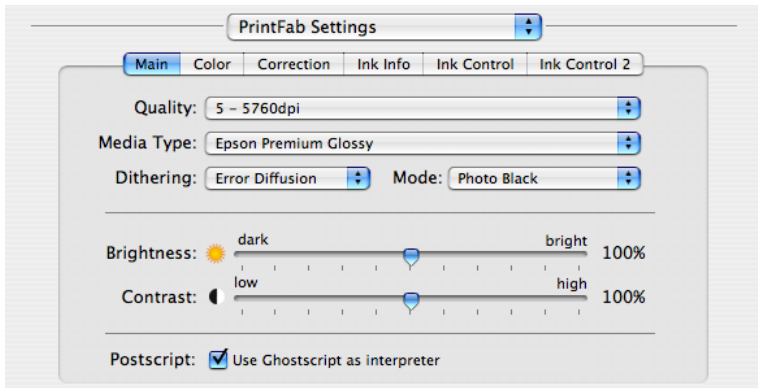 PrintFab Settings
Main Color Correction Ink Info Ink Control Ink Control 2
Quality: 5 - 5760dpi
Media Type: Epson Premium Glossy
Dithering: Error Diffusion Mode: Photo Black
dark bright
Brightness: 100%
low high
Contrast: 100%
Postscript: Use Ghostscript as interpreter